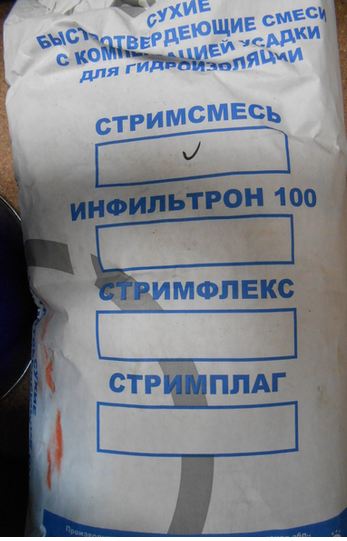 СУХИЕ
БЫСТРОТВЕРДЕЮЩИЕ СМЕСИ
С КОМПЕНСАЦИЕЙ УСАДКИ
ДЛЯ ГИДРОИЗОЛЯЦИИ
СТРИМСМЕСЬ
ИНФИЛЬТРОН 100
СТРИМФЛЕКС
СТРИМПЛАГ